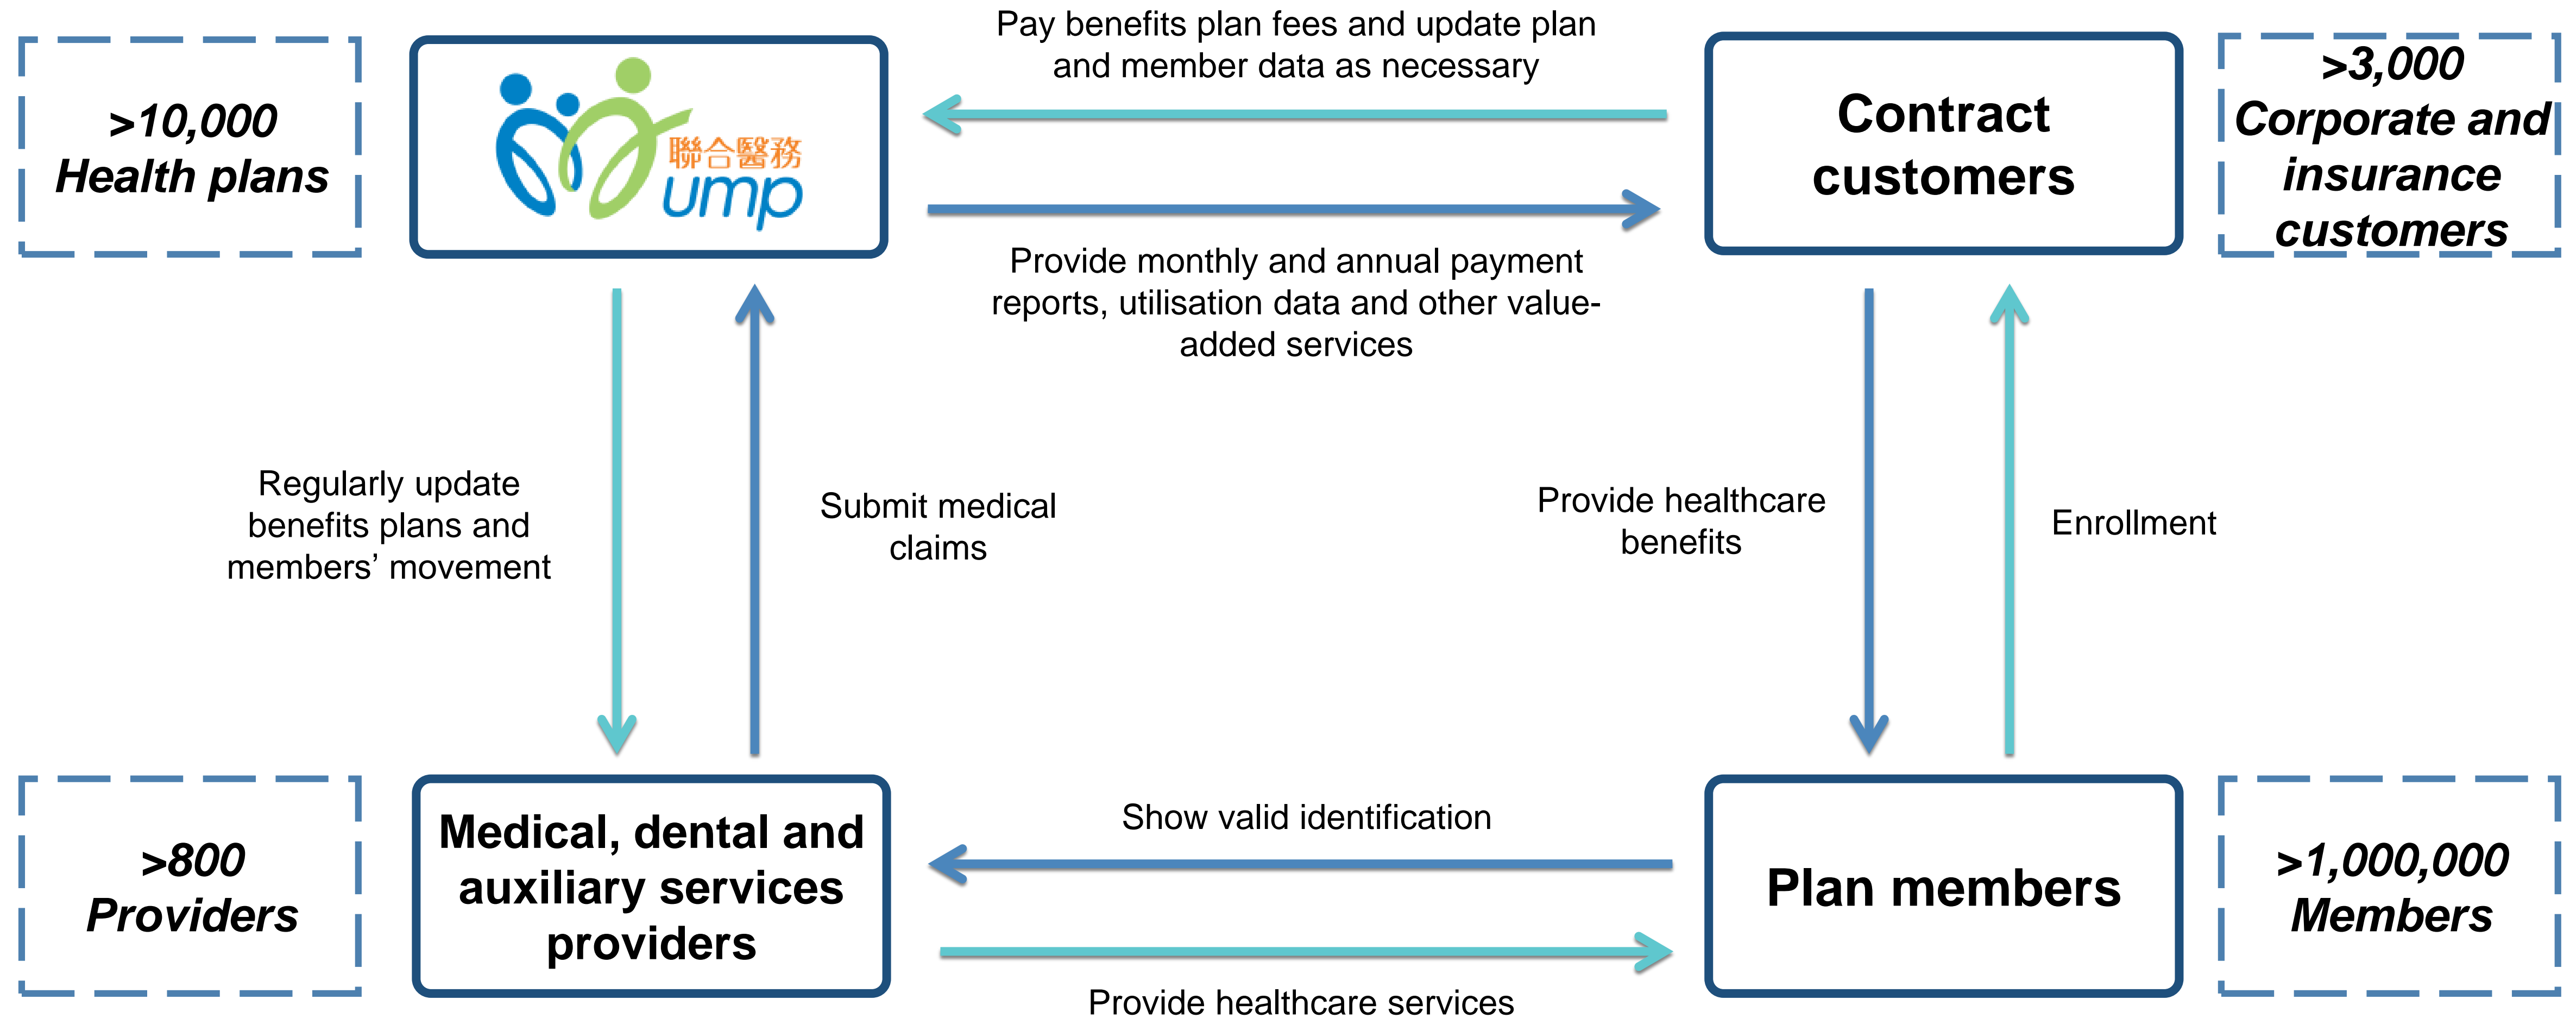 >10,000
Health plans
聯合醫務
ump
Pay benefits plan fees and update plan
and member data as necessary
Provide monthly and annual payment
reports, utilisation data and other value-
added services
Contract
customers
>3,000
Corporate and
insurance
customers
Regularly update
benefits plans and
members’ movement
Submit medical
claims
Provide healthcare
benefits
Enrollment
>800
Providers
Medical, dental and
auxiliary services
providers
Show valid identification
Provide healthcare services
Plan members
>1,000,000
Members